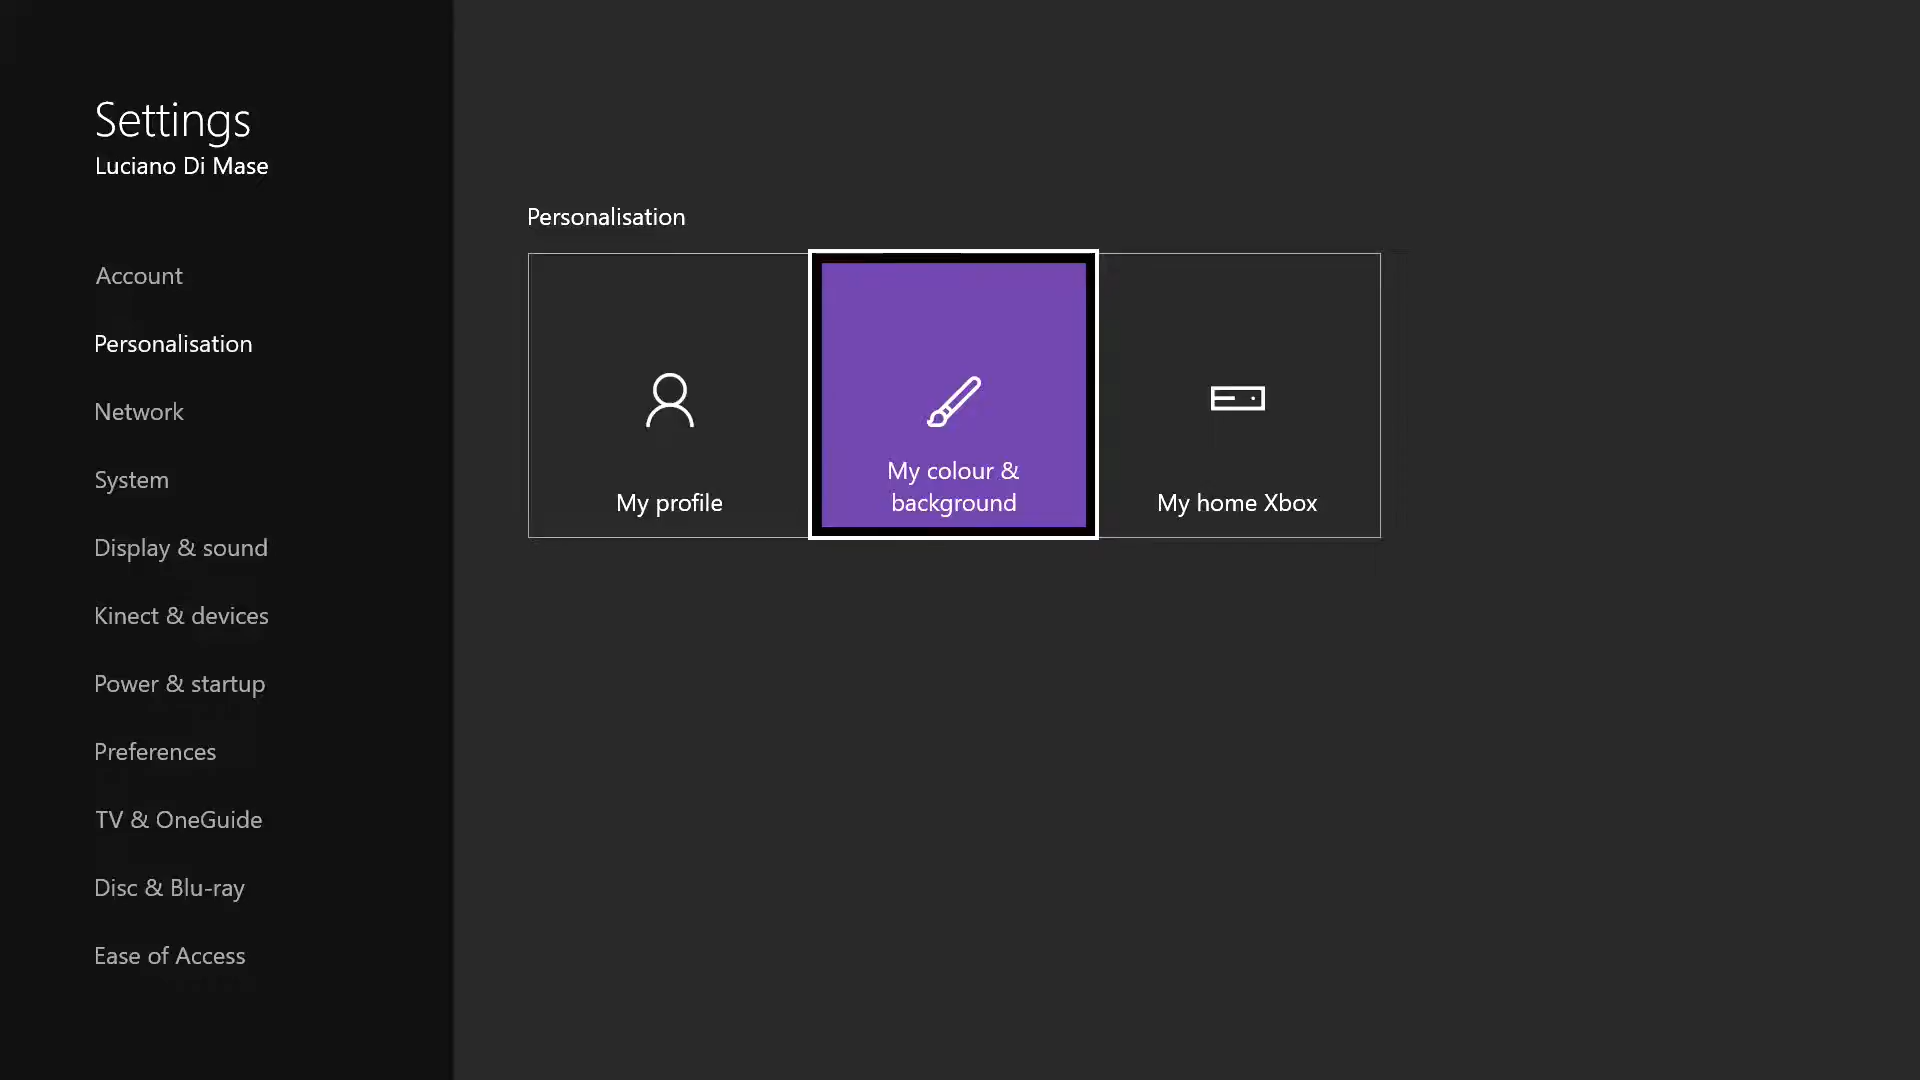 Settings
Luciano Di Mase
Account
Personalisation
Network
System
Display & sound
Kinect & devices
Power & startup
Preferences
TV & OneGuide
Disc & Blu-ray
Ease of Access
Personalisation
My profile
My colour &
background
My home Xbox